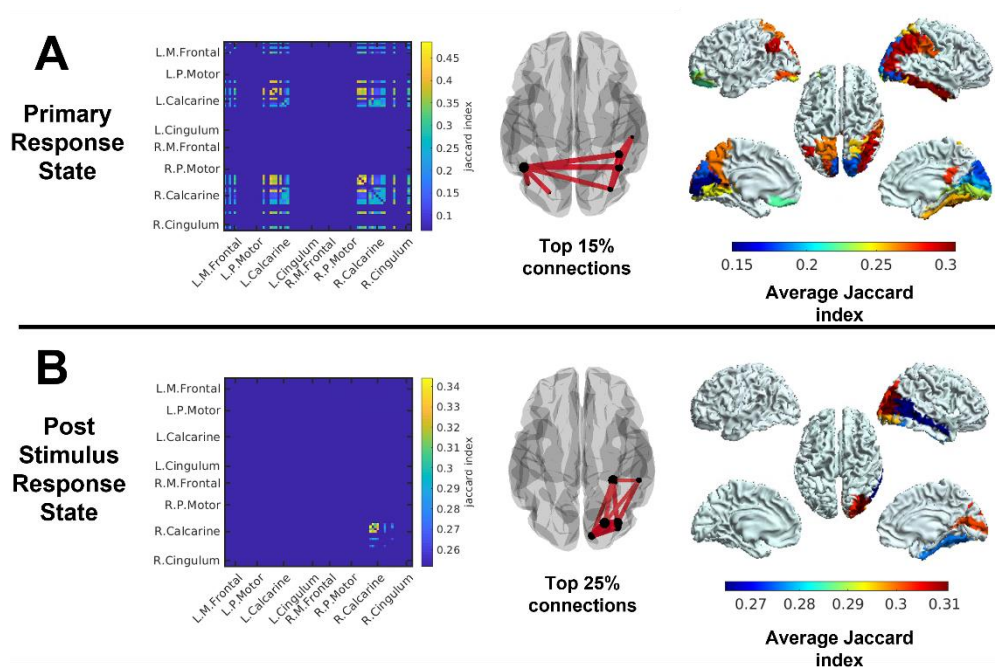 A
Primary
Response
State
L.M.Frontal
L.P.Motor
L.Calcarine
L.Cingulum
R.M.Frontal
R.P.Motor
R.Calcarine
R.Cingulum
L.M.Frontal
L.P.Motor
L.Calcarine
L.Cingulum
R.M.Frontal
R.P.Motor
R.Calcarine
R.Cingulum
0.45
0.4
0.35
0.3
0.25
0.2
0.15
0.1
jaccard index
Top 15%
connections
0.15
0.2
0.25
0.3
Average Jaccard
index
B
Post
Stimulus
Response
State
L.M.Frontal
L.P.Motor
L.Calcarine
L.Cingulum
R.M.Frontal
R.P.Motor
R.Calcarine
R.Cingulum
L.M.Frontal
L.P.Motor
L.Calcarine
L.Cingulum
R.M.Frontal
R.P.Motor
R.Calcarine
R.Cingulum
0.34
0.33
0.32
0.31
0.3
0.29
0.28
0.27
0.26
jaccard index
Top 25%
connections
0.27
0.28
0.29
0.3
0.31
Average Jaccard
index